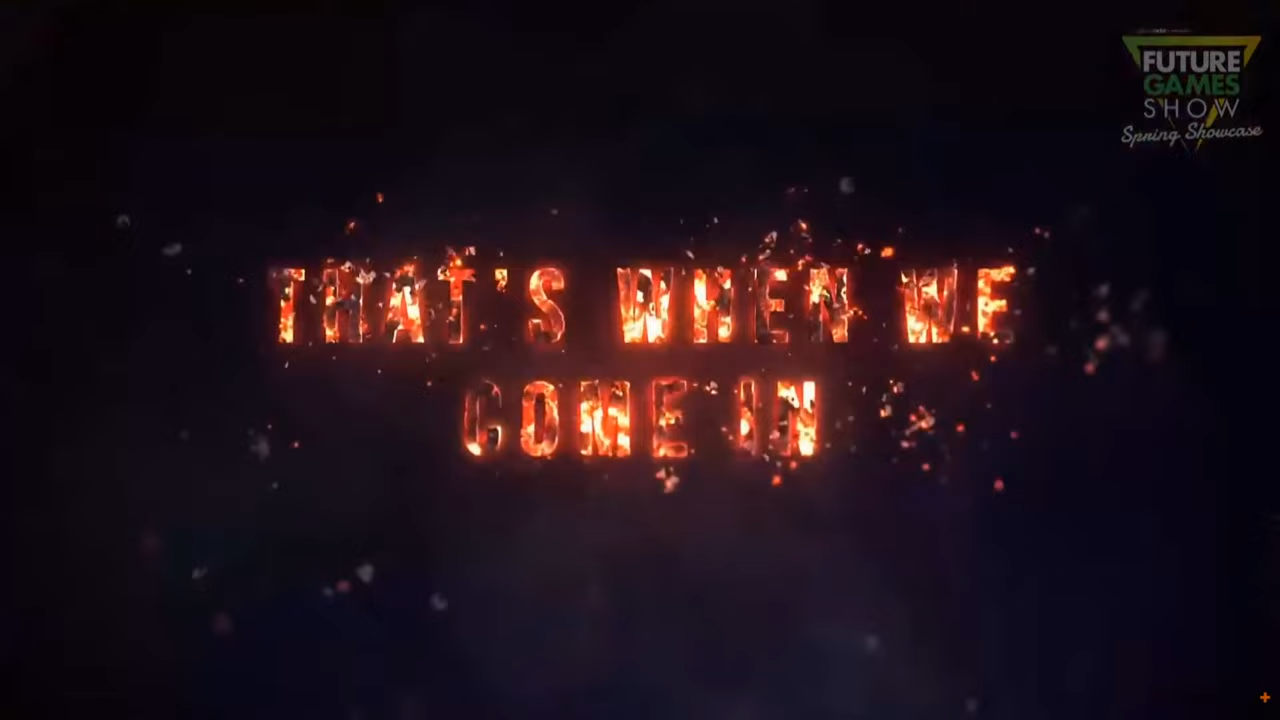 FUTURE
GAMES
SHOW
Spring Showcase
THAT'S WHEN WE
COME IN